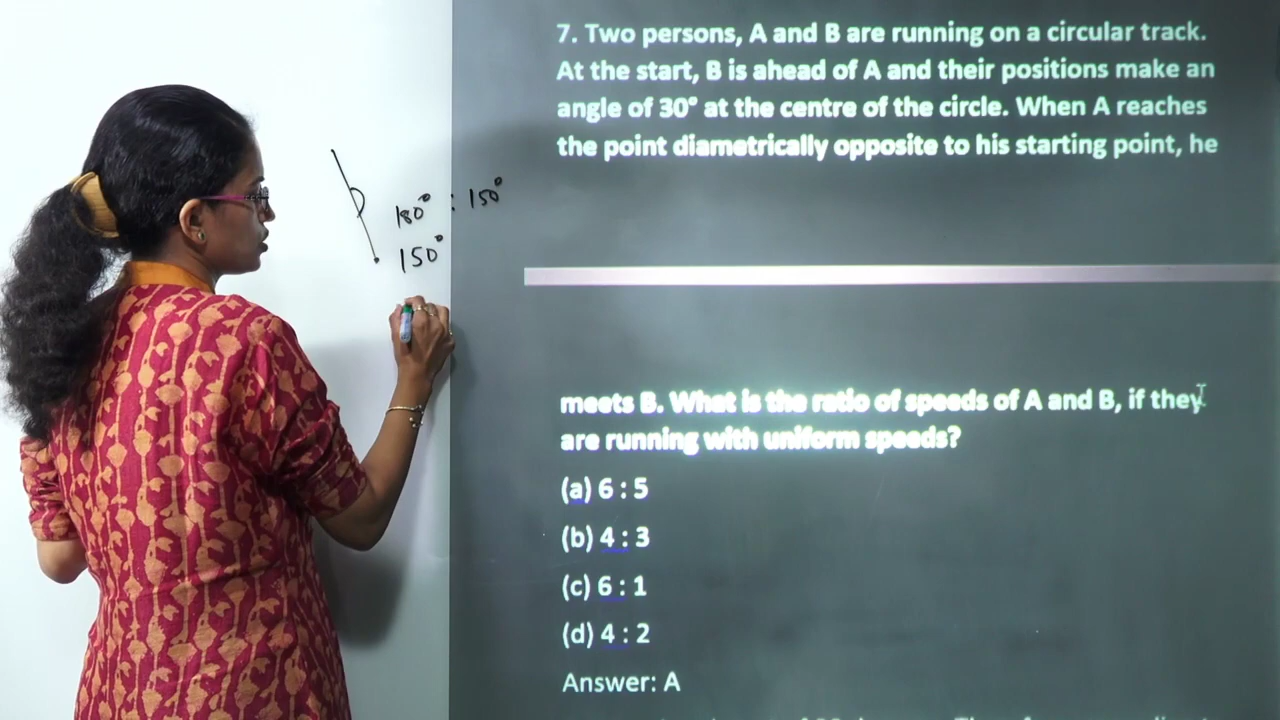 7. Two persons, A and B are running on a circular track.
At the start, B is ahead of A and their positions make an
angle of 30° at the centre of the circle. When A reaches
the point diametrically opposite to his starting point, he
180° : 150°
150°
meets B. What is the ratio of speeds of A and B, if they
are running with uniform speeds?
(a) 6 : 5
(b) 4 : 3
(c) 6 : 1
(d) 4 : 2
Answer: A